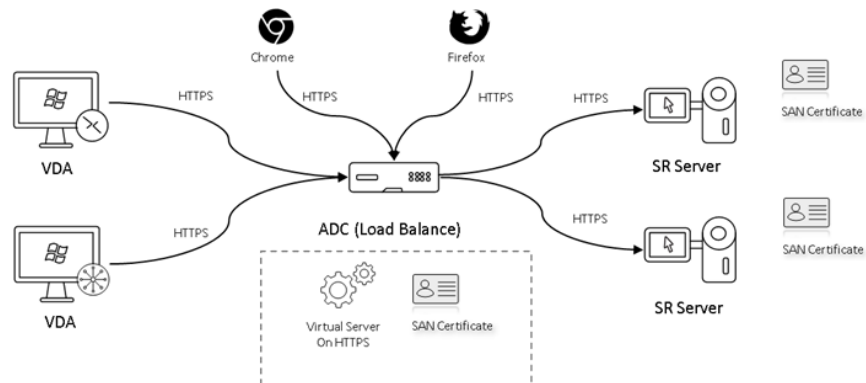 Chrome
Firefox
HTTPS
HTTPS
HTTPS
HTTPS
SAN Certificate
VDA
SR Server
ADC (Load Balance)
HTTPS
HTTPS
SAN Certificate
VDA
Virtual Server
On HTTPS
SAN Certificate
SR Server